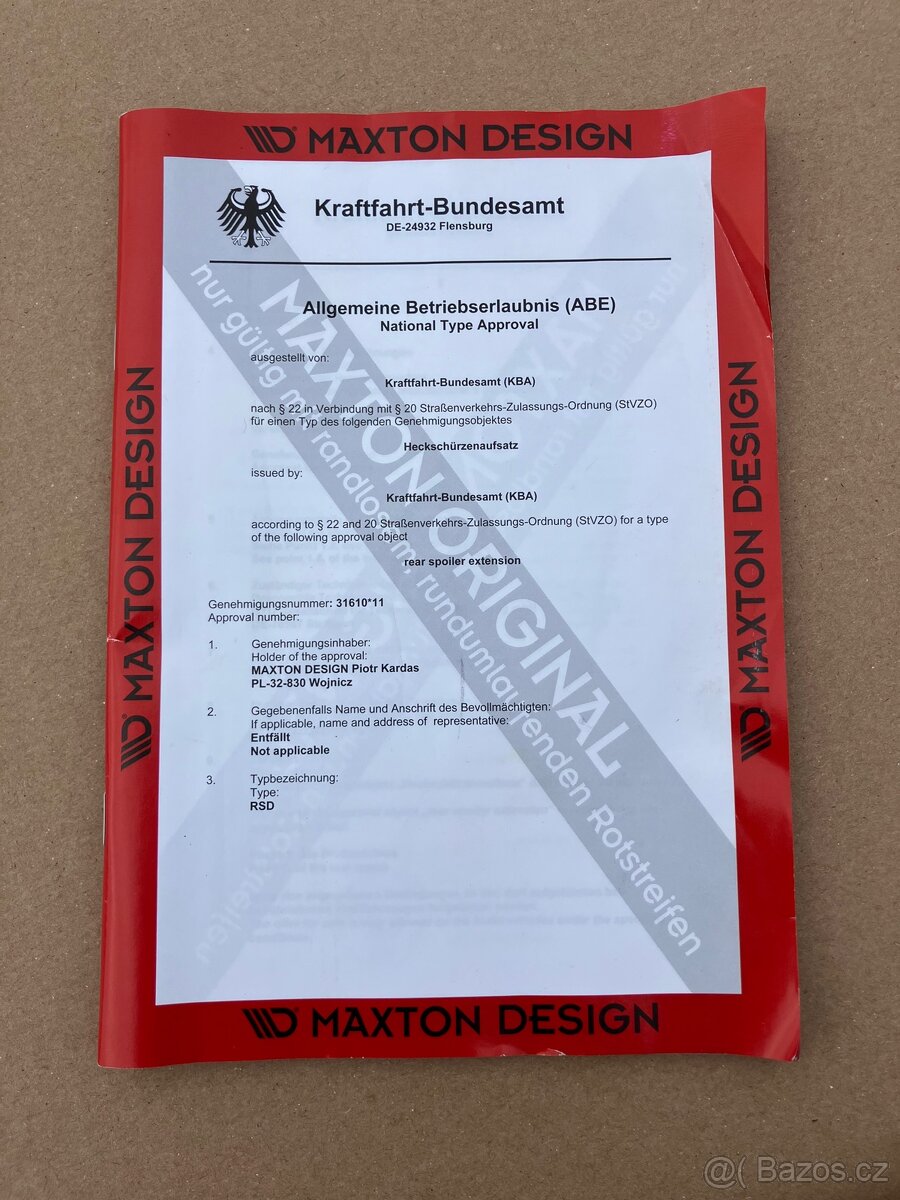 MAXTON DESIGN
Kraftfahrt-Bundesamt
DE-24932 Flensburg
Allgemeine Betriebserlaubnis (ABE)
National Type Approval
ausgestellt von:
Kraftfahrt-Bundesamt (KBA)
nach § 22 in Verbindung mit § 20 Straßenverkehrs-Zulassungs-Ordnung (StVZO)
für einen Typ des folgenden Genehmigungsobjektes
Heckschürzenaufsatz
issued by:
Kraftfahrt-Bundesamt (KBA)
according to § 22 and 20 Straßenverkehrs-Zulassungs-Ordnung (StVZO) for a type
of the following approval object
rear spoiler extension
Genehmigungsnummer: 31610*11
Approval number:
1. Genehmigungsinhaber:
Holder of the approval:
MAXTON DESIGN Piotr Kardas
PL-32-830 Wojnicz
2. Gegebenenfalls Name und Anschrift des Bevollmächtigten:
If applicable, name and address of representative:
Entfällt
Not applicable
3. Typbezeichnung:
Type:
RSD
MAXTON ORIGINAL
nur gültig mit randlosem, rundumlaufenden Rotstreifen
MAXTON DESIGN
MAXTON DESIGN
MAXTON DESIGN
@( Bazos.cz